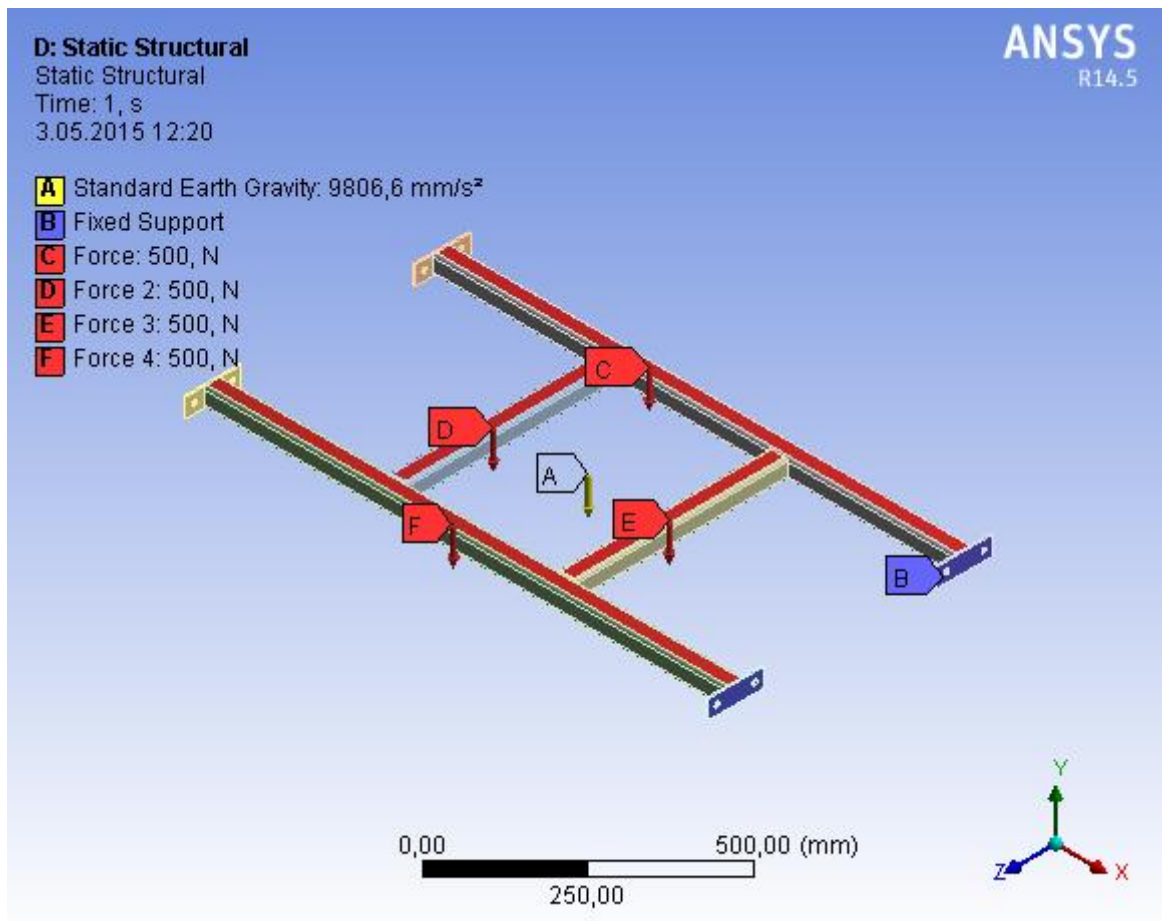 D: Static Structural
Static Structural
Time: 1, s
3.05.2015 12:20
ANSYS
R14.5
A Standard Earth Gravity: 9806,6 mm/s²
B Fixed Support
C Force: 500, N
D Force 2: 500, N
E Force 3: 500, N
F Force 4: 500, N
C
D
A
F
E
B
Y
Z
X
0,00
500,00 (mm)
250,00